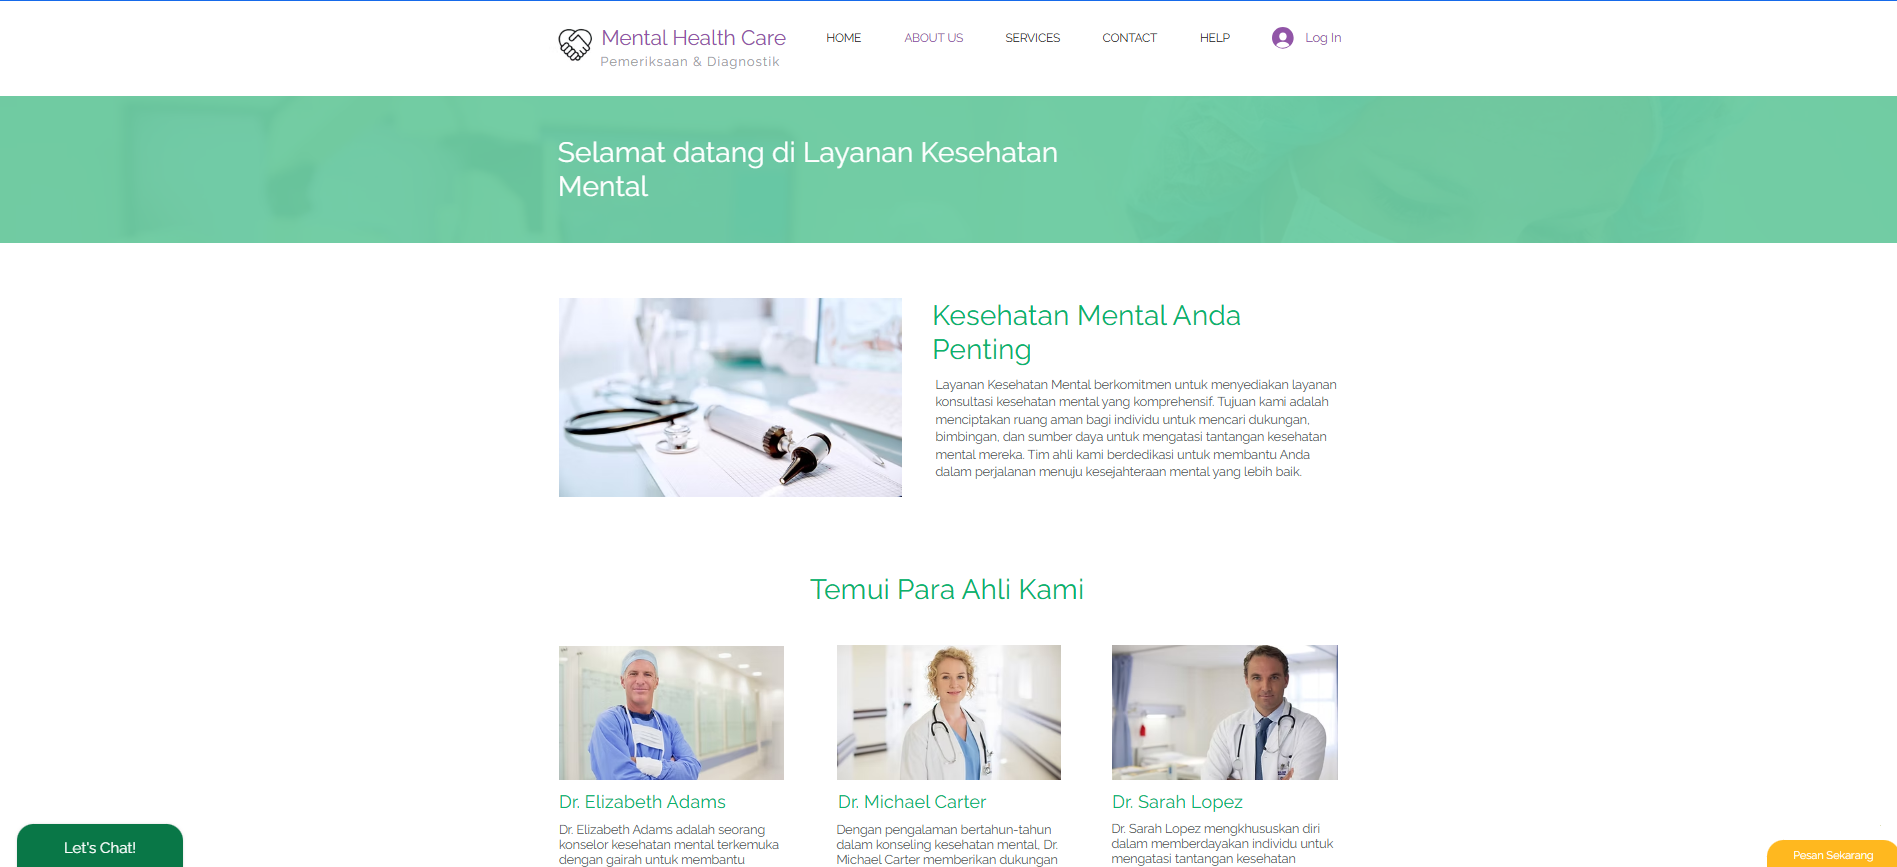 Mental Health Care
Pemeriksaan & Diagnostik
HOME
ABOUT US
SERVICES
CONTACT
HELP
Log In
Selamat datang di Layanan Kesehatan
Mental
Kesehatan Mental Anda
Penting
Layanan Kesehatan Mental berkomitmen untuk menyediakan layanan
konsultasi kesehatan mental yang komprehensif. Tujuan kami adalah
menciptakan ruang aman bagi individu untuk mencari dukungan,
bimbingan, dan sumber daya untuk mengatasi tantangan kesehatan
mental mereka. Tim ahli kami berdedikasi untuk membantu Anda
dalam perjalanan menuju kesejahteraan mental yang lebih baik.
Temui Para Ahli Kami
Dr. Elizabeth Adams
Dr. Elizabeth Adams adalah seorang
konselor kesehatan mental terkemuka
dengan gairah untuk membantu
Dr. Michael Carter
Dengan pengalaman bertahun-tahun
dalam konseling kesehatan mental, Dr.
Michael Carter memberikan dukungan
Dr. Sarah Lopez
Dr. Sarah Lopez mengkhususkan diri
dalam memberdayakan individu untuk
mengatasi tantangan kesehatan
Let's Chat!
Pesan Sekarang